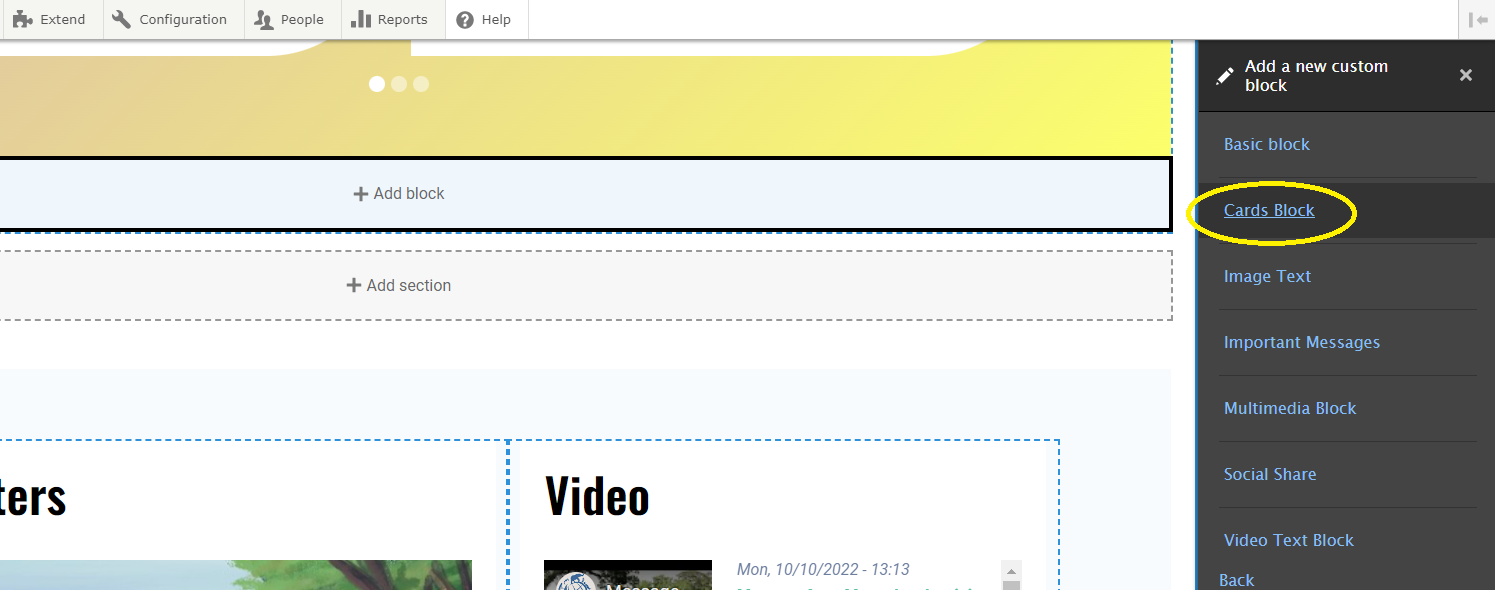 Extend
Configuration
People
Reports
Help
Add a new custom
block
Basic block
Cards Block
Image Text
Important Messages
Multimedia Block
Social Share
Video Text Block
Back
Add block
Add section
ters
Video
Mon, 10/10/2022 - 13:13
Message